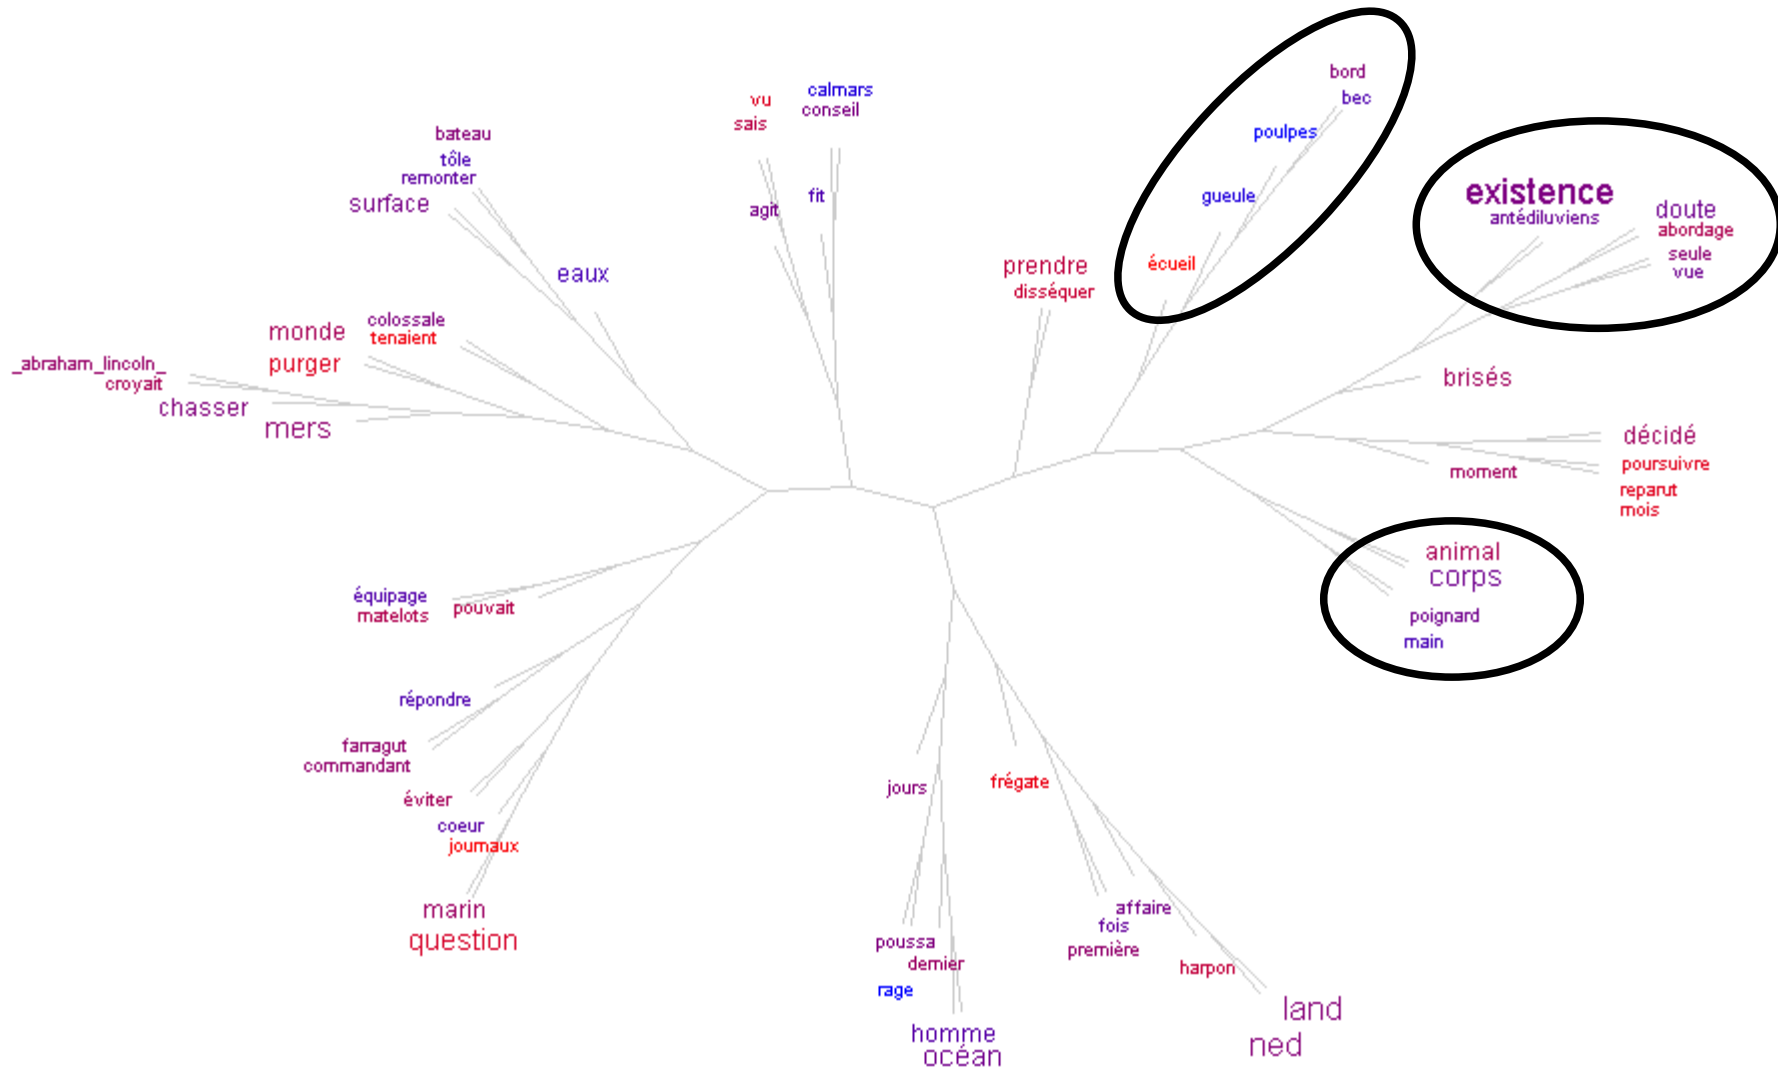 bord
bec
calmars
vu
conseil
sais
bateau
poulpes
tôle
remonter
existence
surface
fit
gueule
agit
antédiluviens
doute
abordage
seule
vue
écueil
prendre
eaux
disséquer
colossale
monde
tenaient
_abraham_lincoln_
purger
croyait
brisés
chasser
mers
décidé
poursuivre
moment
reparut
mois
animal
corps
équipage
matelots
pouvait
poignard
main
répondre
farragut
commandant
frégate
jours
éviter
coeur
journaux
marin
question
affaire
fois
première
poussa
dernier
harpon
rage
land
homme
ned
océan